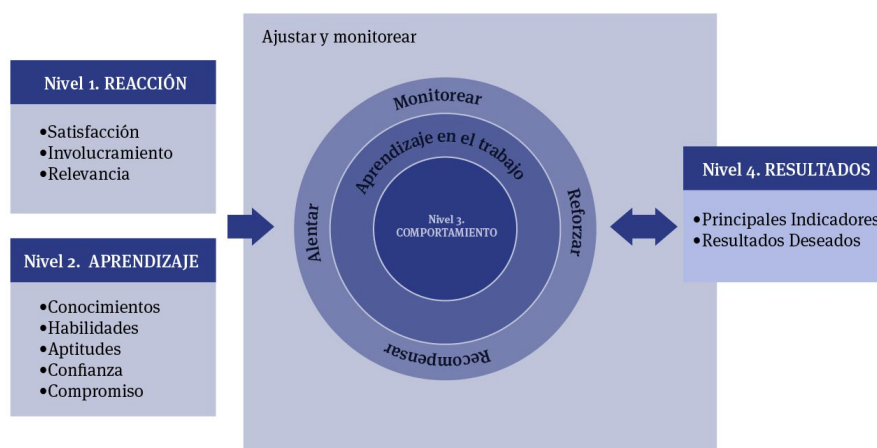 Ajustar y monitorear
Nivel 1. REACCIÓN
•Satisfacción
•Involucramiento
•Relevancia
Nivel 2. APRENDIZAJE
•Conocimientos
•Habilidades
•Aptitudes
•Confianza
•Compromiso
Monitorear
Aprendizaje en el trabajo
Alentar
Nivel 3.
COMPORTAMIENTO
Reforzar
Recompensar
Nivel 4. RESULTADOS
•Principales Indicadores
•Resultados Deseados